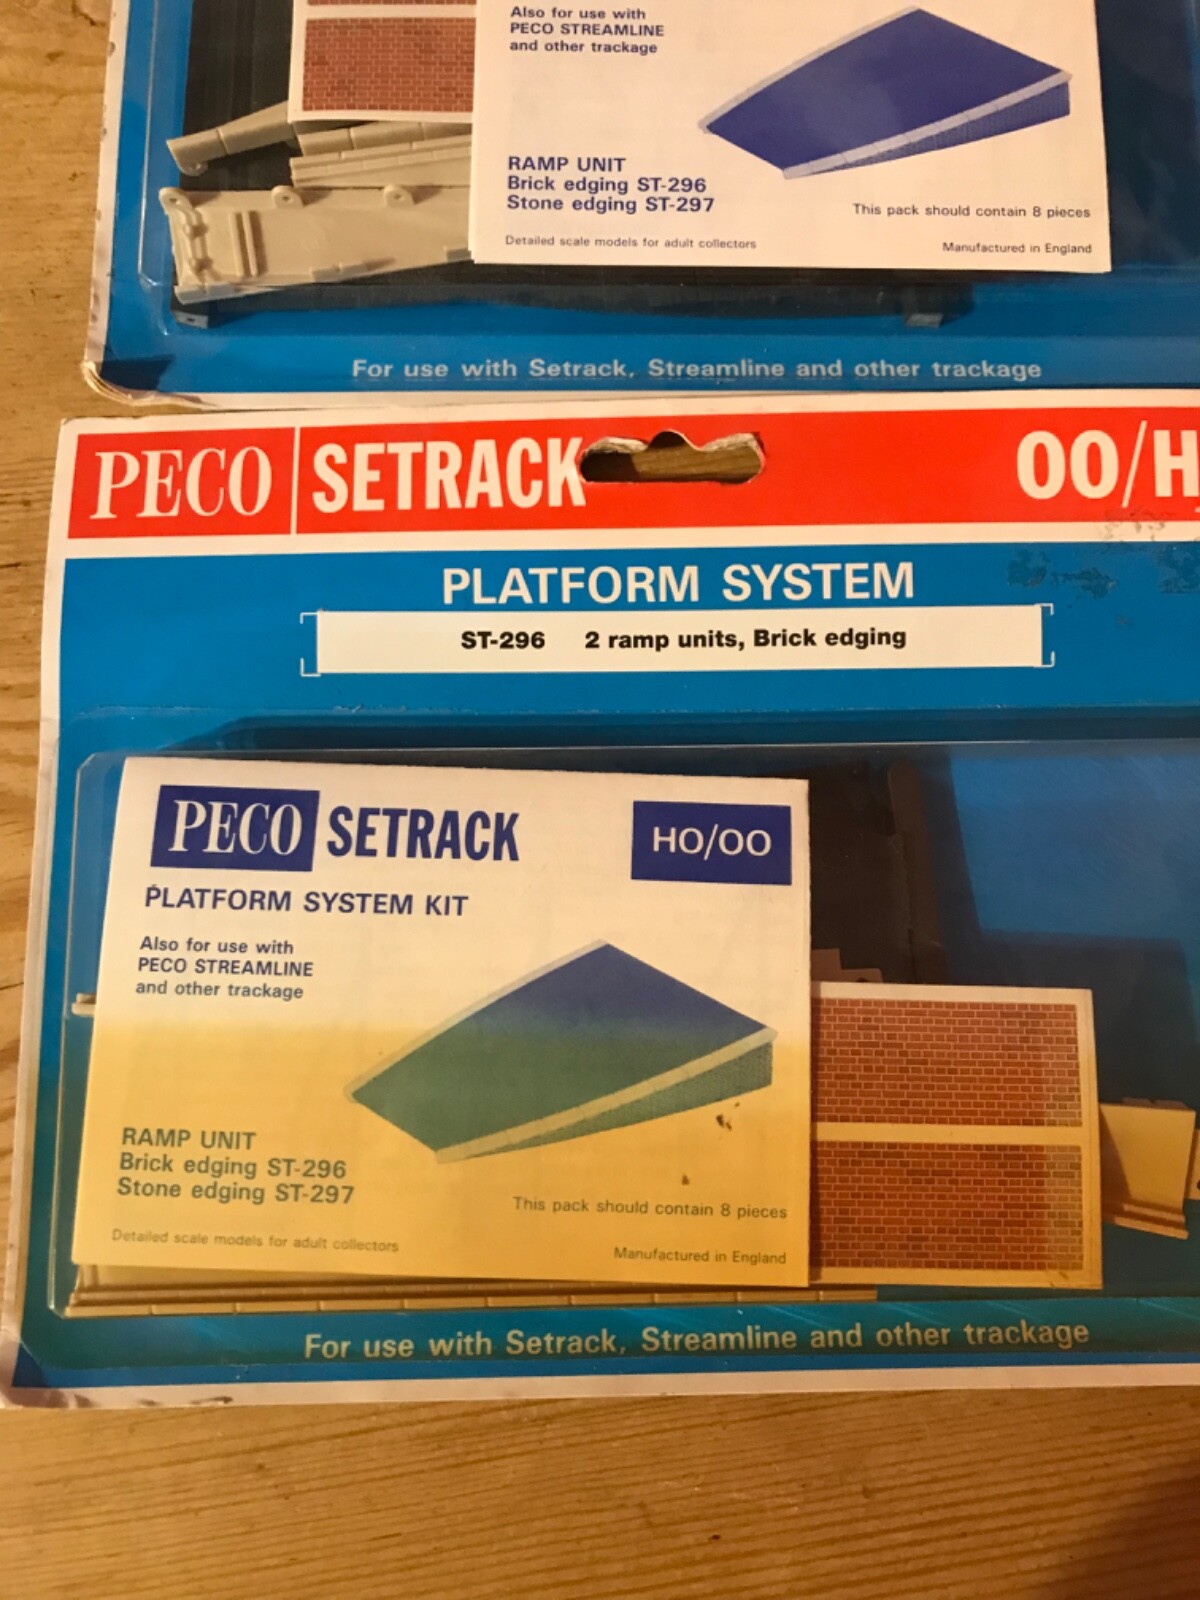 Also for use with
PECO STREAMLINE
and other trackage
RAMP UNIT
Brick edging ST-296
Stone edging ST-297
This pack should contain 8 pieces
Detailed scale models for adult collectors
Manufactured in England
For use with Setrack, Streamline and other trackage
PECO SETRACK OO/H
PLATFORM SYSTEM
ST-296 2 ramp units, Brick edging
PECO SETRACK HO/OO
PLATFORM SYSTEM KIT
Also for use with
PECO STREAMLINE
and other trackage
RAMP UNIT
Brick edging ST-296
Stone edging ST-297
This pack should contain 8 pieces
Detailed scale models for adult collectors
Manufactured in England
For use with Setrack, Streamline and other trackage